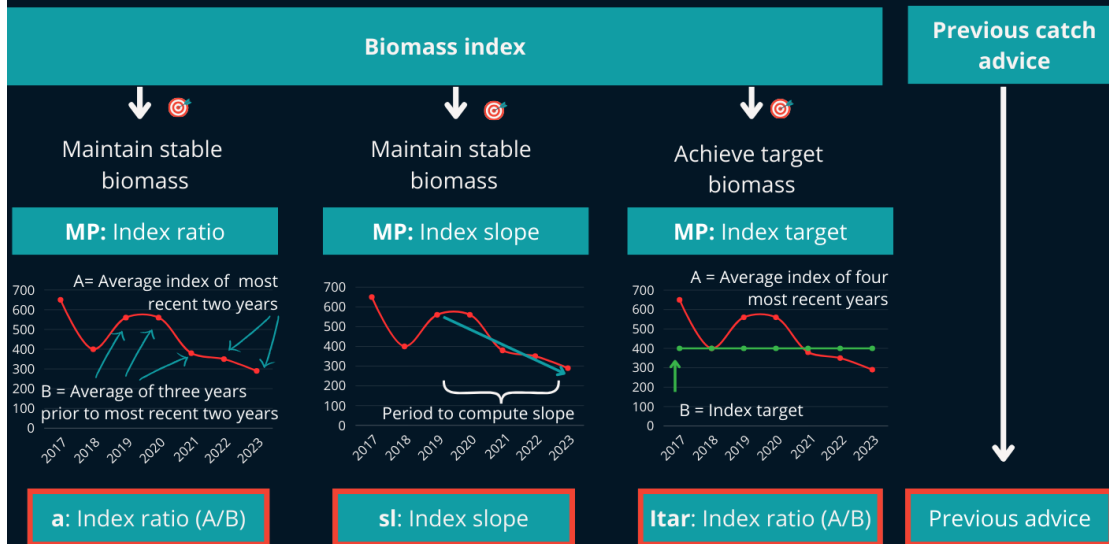 Biomass index
Previous catch
advice
Maintain stable
biomass
Maintain stable
biomass
Achieve target
biomass
MP: Index ratio
MP: Index slope
MP: Index target
A= Average index of most
recent two years
700
600
500
400
300
200
100
0
B = Average of three years
prior to most recent two years
2017
2018
2019
2020
2021
2022
2023
700
600
500
400
300
200
100
0
Period to compute slope
2017
2018
2019
2020
2021
2022
2023
A = Average index of four
most recent years
700
600
500
400
300
200
100
0
B = Index target
2017
2018
2019
2020
2021
2022
2023
a: Index ratio (A/B)
sl: Index slope
Itar: Index ratio (A/B)
Previous advice